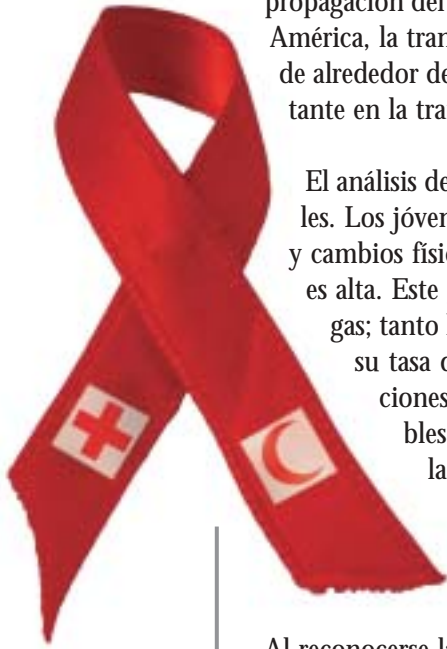 propagación del
América, la tran
de alrededor de
tante en la tra
El análisis de
les. Los jóven
y cambios físic
es alta. Este
gas; tanto
su tasa d
ciones
bles
la
Al reconocerse l